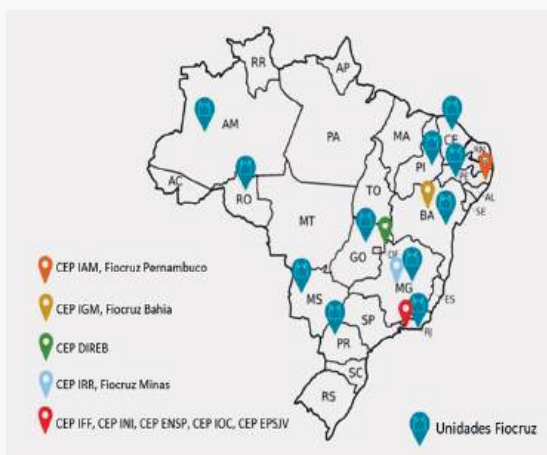 RR
AP
AM
PA
MA
CE
RN
PI
PE
AC
TO
AL
RO
SE
BA
MT
DF
GO
CEP IAM, Fiocruz Pernambuco
MG
ES
CEP IGM, Fiocruz Bahia
MS
SP
RJ
CEP DIREB
PR
CEP IRR, Fiocruz Minas
SC
RS
CEP IFF, CEP INI, CEP ENSP, CEP IOC, CEP EPSJV
Unidades Fiocruz